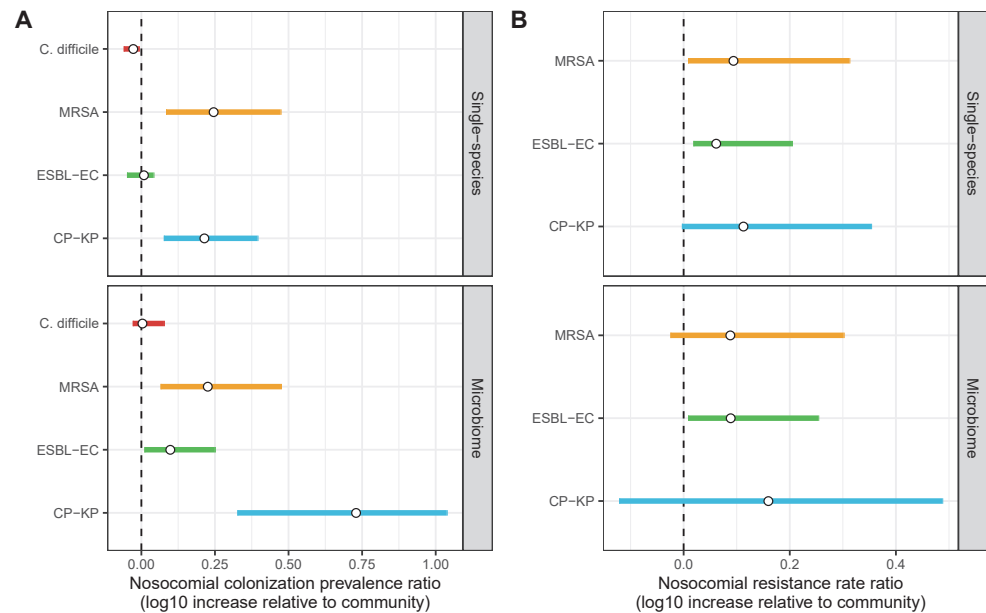 A
C. difficile
MRSA
ESBL−EC
CP−KP
Single−species
C. difficile
MRSA
ESBL−EC
CP−KP
Microbiome
0.00
0.25
0.50
0.75
1.00
Nosocomial colonization prevalence ratio
(log10 increase relative to community)
B
MRSA
ESBL−EC
CP−KP
Single−species
MRSA
ESBL−EC
CP−KP
Microbiome
0.0
0.2
0.4
Nosocomial resistance rate ratio
(log10 increase relative to community)